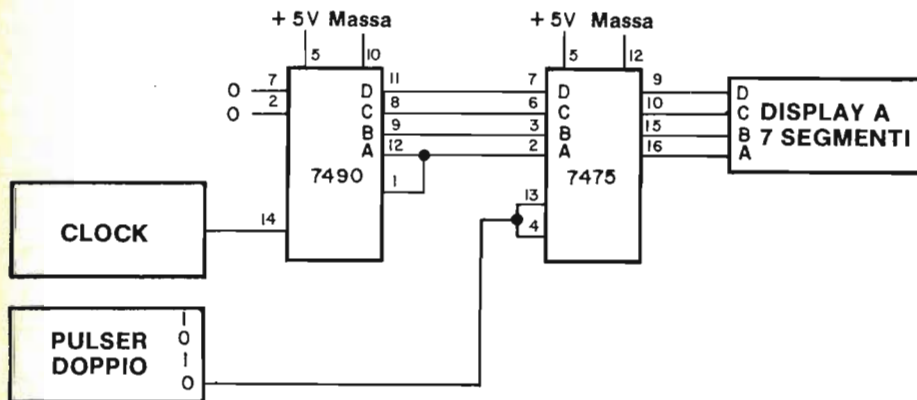 + 5V Massa
+ 5V Massa
5
10
5
12
0
7
11
7
9
D
D
D
DISPLAY A
0
2
8
6
10
C
C
C
7 SEGMENTI
9
3
15
B
B
B
12
2
16
A
A
A
7490
7475
1
13
4
CLOCK
14
PULSER
DOPPIO
1
0
1
0